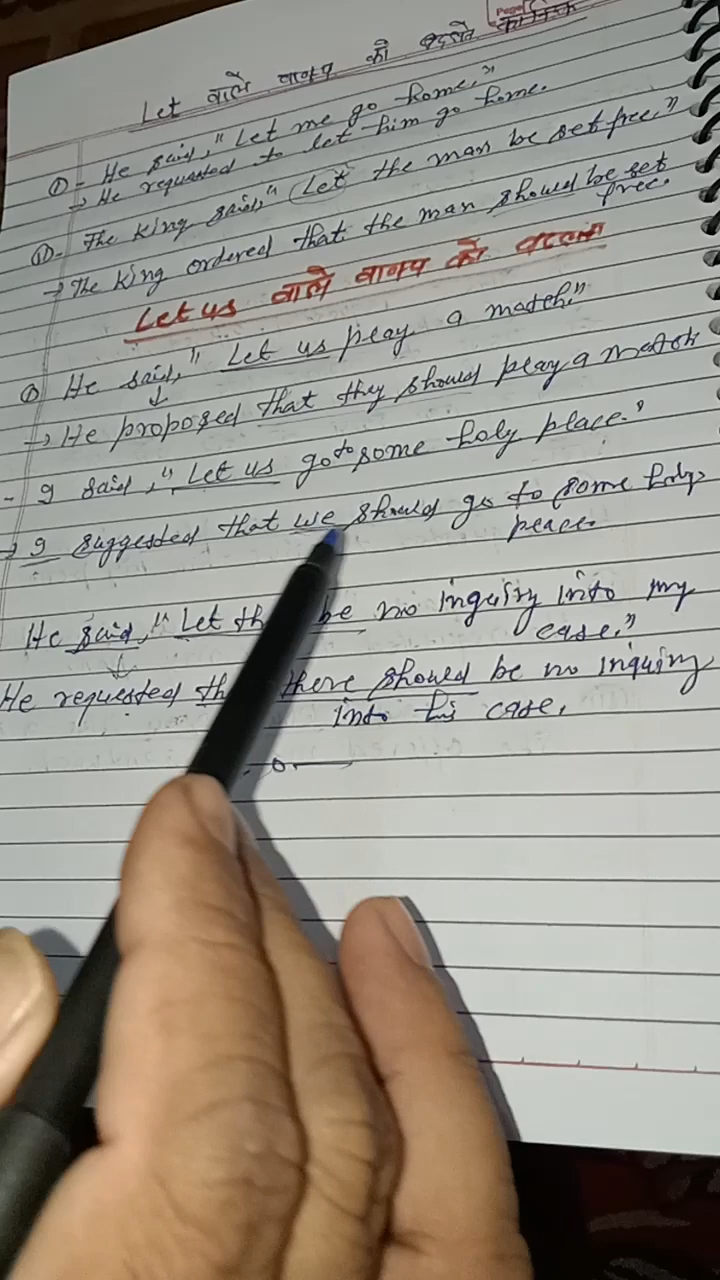 Page
Let वाले वाक्य को बदलने का नियम
① - He said, "Let me go home."
→ He requested to let him go home.
⑪- The King said, "Let the man be set free."
→ The King ordered that the man should be set
free.
Let us वाले वाक्य को बदलना
① He said, "Let us play a match."
→ He proposed that they should play a match
- I said, "Let us go to some holy place."
→ I suggested that we should go to some holy
peace.
He said, "Let be no inquiry into my
case."
He requested there should be no inquiry
into his case.